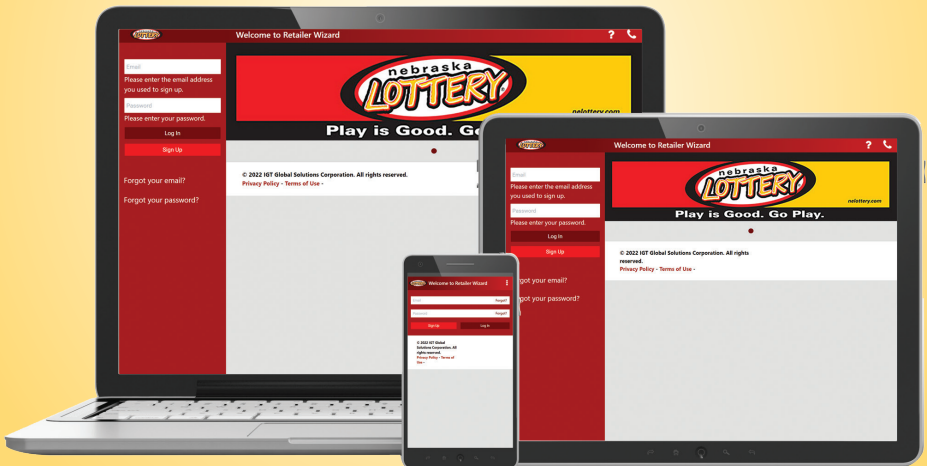 LOTTERY
Welcome to Retailer Wizard
?
Email
Please enter the email address
you used to sign up.
Password
Please enter your password.
Log In
Sign Up
Forgot your email?
Forgot your password?
nebraska
LOTTERY
nelottery.com
Play is Good. G
© 2022 IGT Global Solutions Corporation. All rights reserved.
Privacy Policy - Terms of Use -
LOTTERY
Welcome to Retailer Wizard
?
Email
Please enter the email address
you used to sign up.
Password
Please enter your password.
Log In
Sign Up
got your email?
got your password?
nebraska
LOTTERY
nelottery.com
Play is Good. Go Play.
© 2022 IGT Global Solutions Corporation. All rights
reserved.
Privacy Policy - Terms of Use -
LOTTERY
Welcome to Retailer Wizard
Email
Forgot?
Password
Forgot?
Sign Up
Log In
© 2022 IGT Global
Solutions Corporation. All
rights reserved.
Privacy Policy - Terms of
Use -